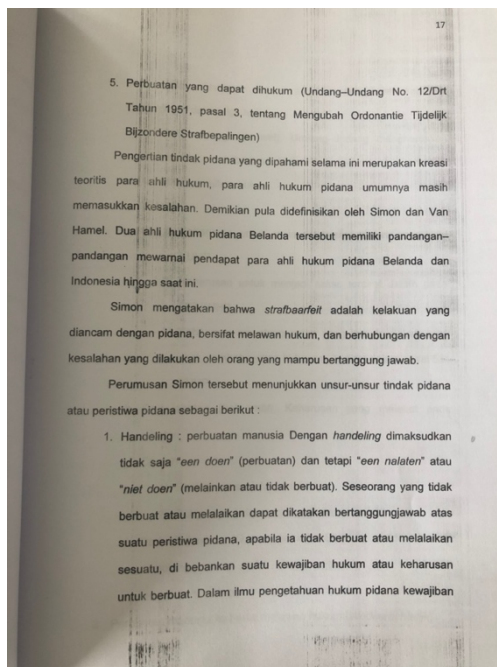 17
5. Perbuatan yang dapat dihukum (Undang–Undang No. 12/Drt
Tahun 1951, pasal 3, tentang Mengubah Ordonantie Tijdelijk
Bijzondere Strafbepalingen)
Pengertian tindak pidana yang dipahami selama ini merupakan kreasi
teoritis para ahli hukum, para ahli hukum pidana umumnya masih
memasukkan kesalahan. Demikian pula didefinisikan oleh Simon dan Van
Hamel. Dua ahli hukum pidana Belanda tersebut memiliki pandangan–
pandangan mewarnai pendapat para ahli hukum pidana Belanda dan
Indonesia hingga saat ini.
Simon mengatakan bahwa strafbaarfeit adalah kelakuan yang
diancam dengan pidana, bersifat melawan hukum, dan berhubungan dengan
kesalahan yang dilakukan oleh orang yang mampu bertanggung jawab.
Perumusan Simon tersebut menunjukkan unsur-unsur tindak pidana
atau peristiwa pidana sebagai berikut :
1. Handeling : perbuatan manusia Dengan handeling dimaksudkan
tidak saja “een doen” (perbuatan) dan tetapi “een nalaten” atau
“niet doen” (melainkan atau tidak berbuat). Seseorang yang tidak
berbuat atau melalaikan dapat dikatakan bertanggungjawab atas
suatu peristiwa pidana, apabila ia tidak berbuat atau melalaikan
sesuatu, di bebankan suatu kewajiban hukum atau keharusan
untuk berbuat. Dalam ilmu pengetahuan hukum pidana kewajiban